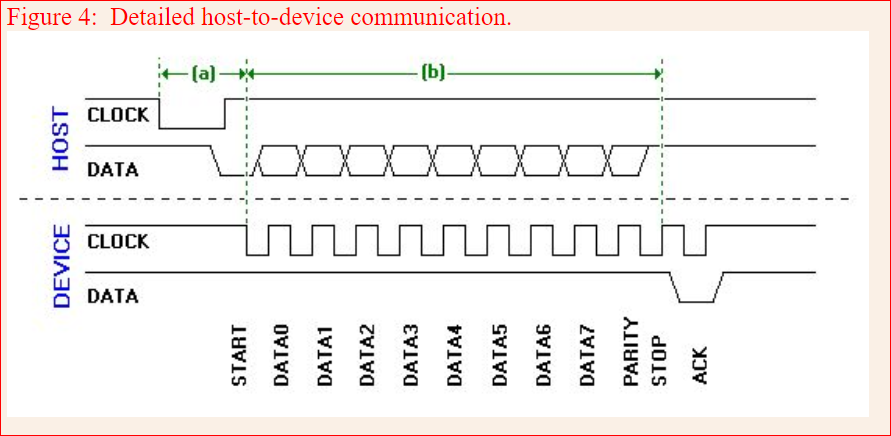 Figure 4:  Detailed host-to-device communication.
(a)
(b)
HOST
CLOCK
DATA
DEVICE
CLOCK
DATA
START
DATA0
DATA1
DATA2
DATA3
DATA4
DATA5
DATA6
DATA7
PARITY
STOP
ACK